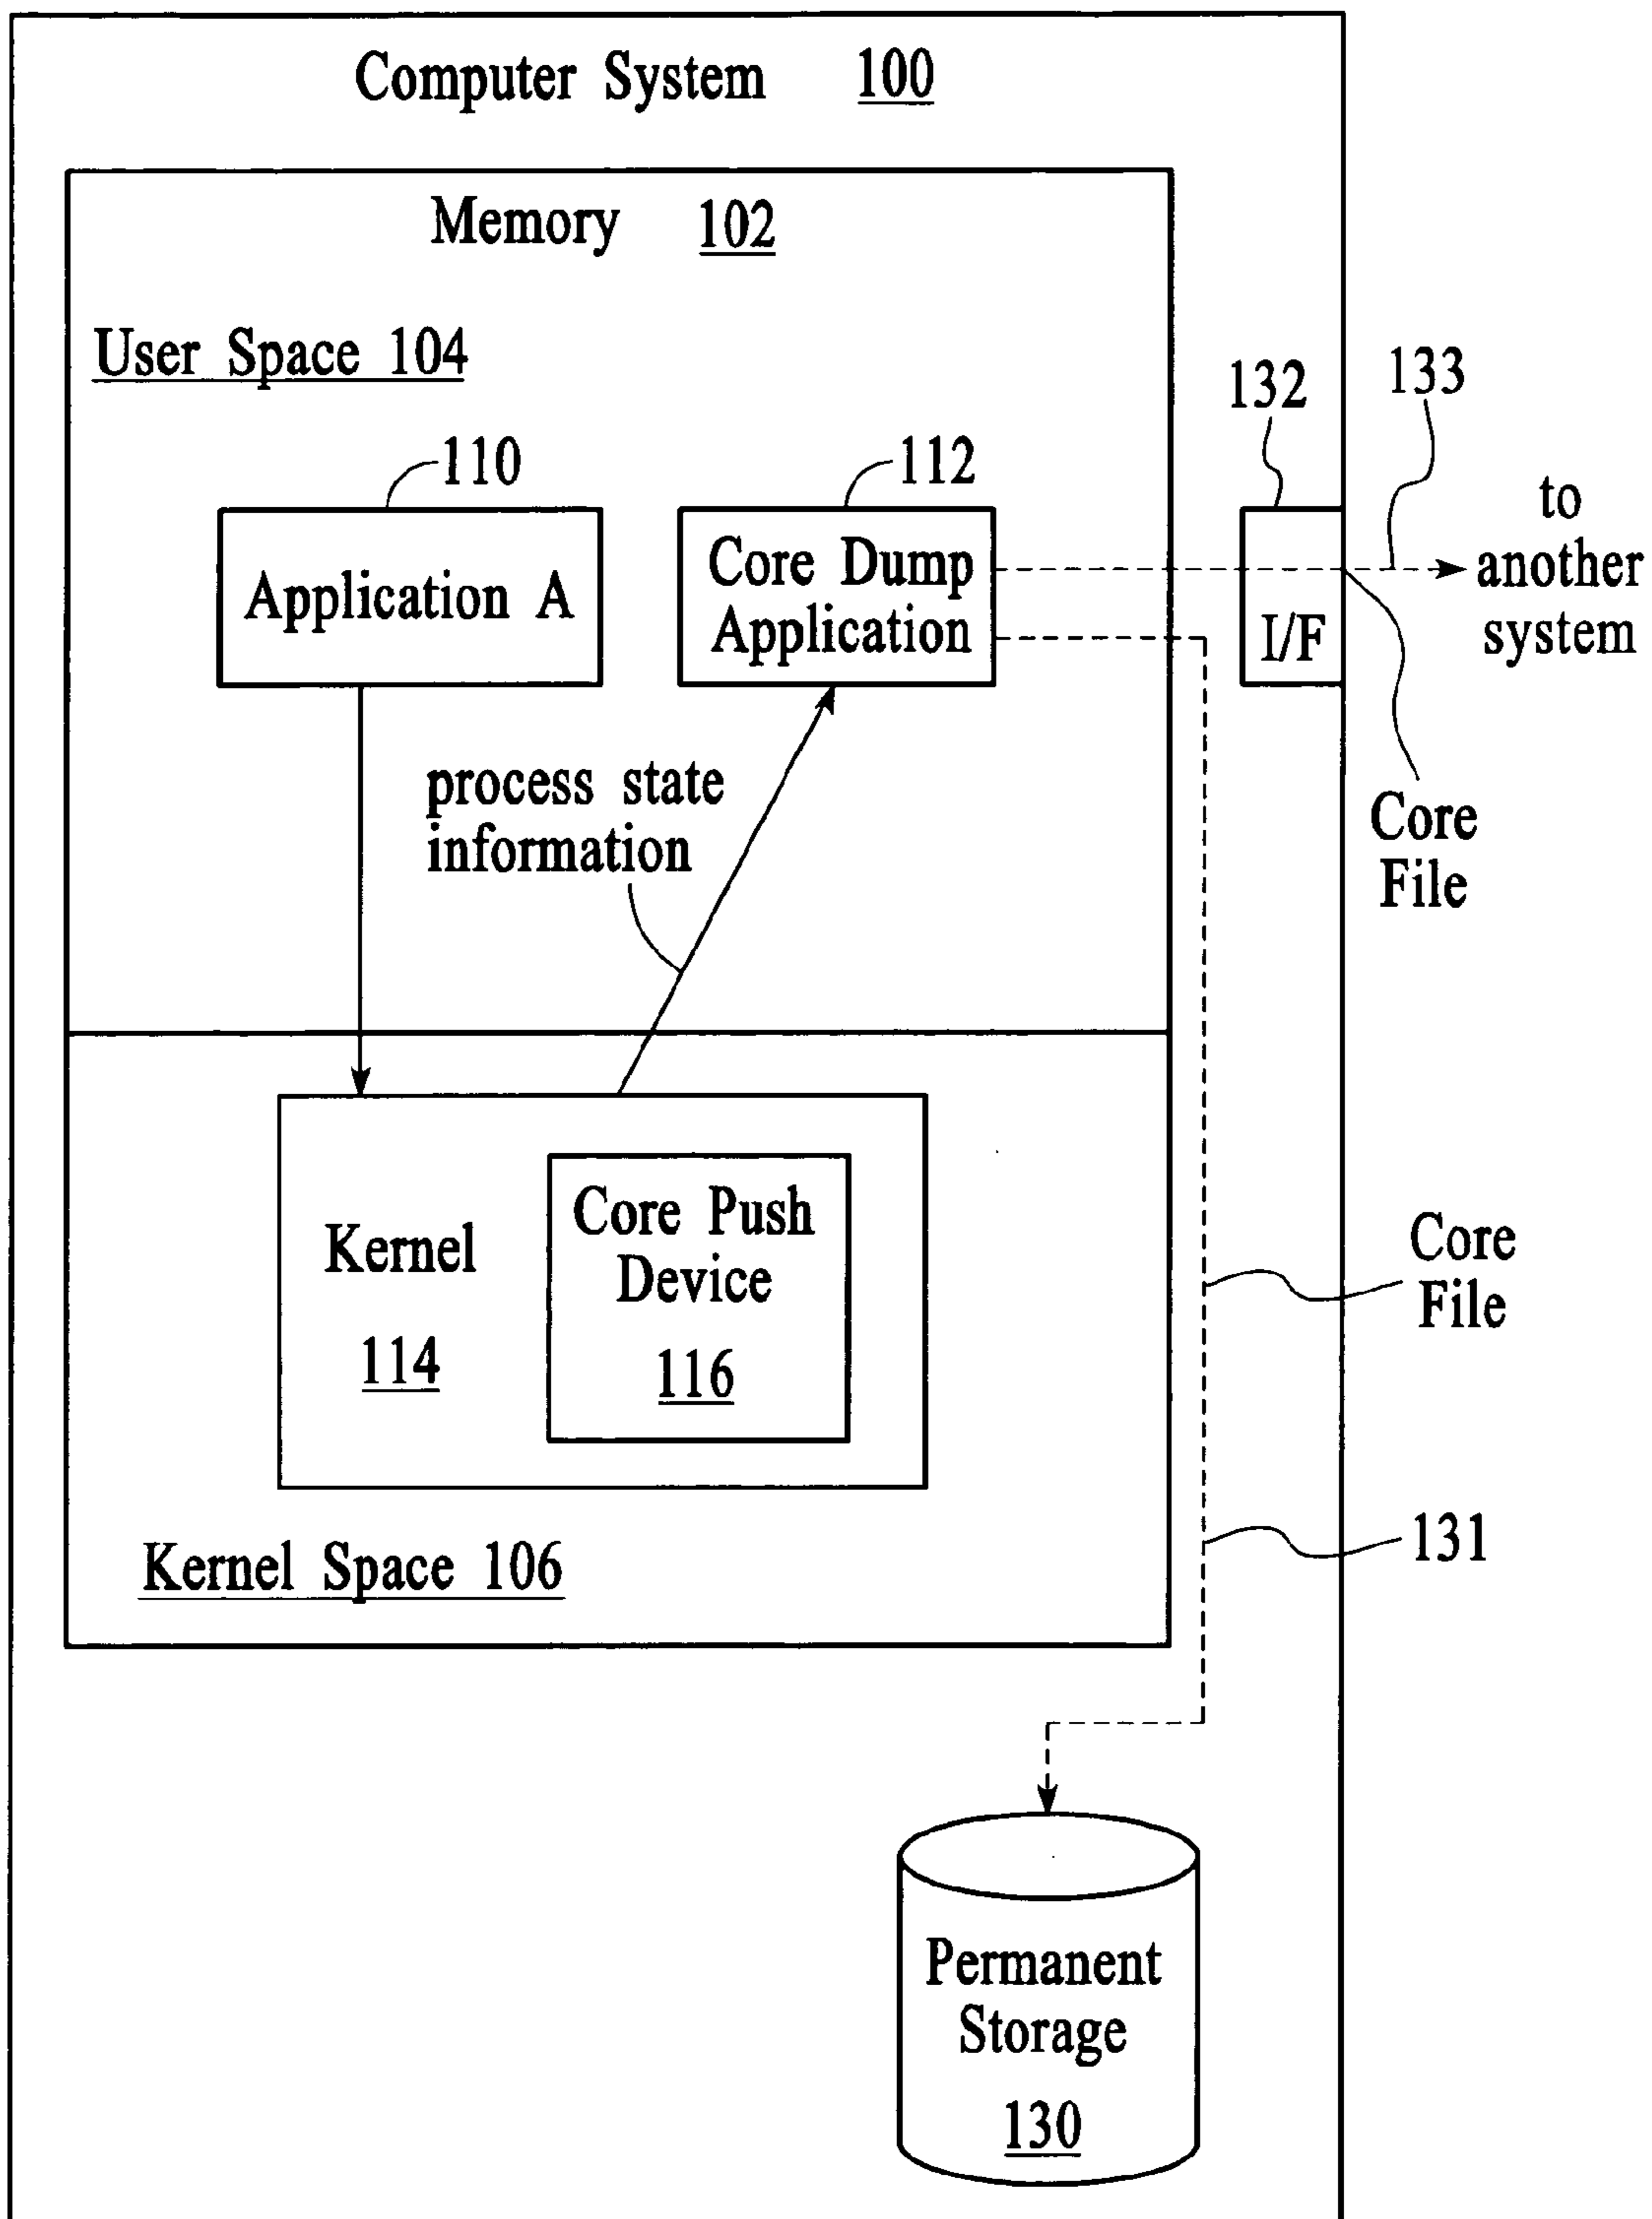 Computer System 100
Memory 102
User Space 104
132
133
110
112
to
another
system
Application A
Core Dump
Application
I/F
process state
information
Core
File
Kernel
114
Core Push
Device
116
Core
File
Kernel Space 106
131
Permanent
Storage
130